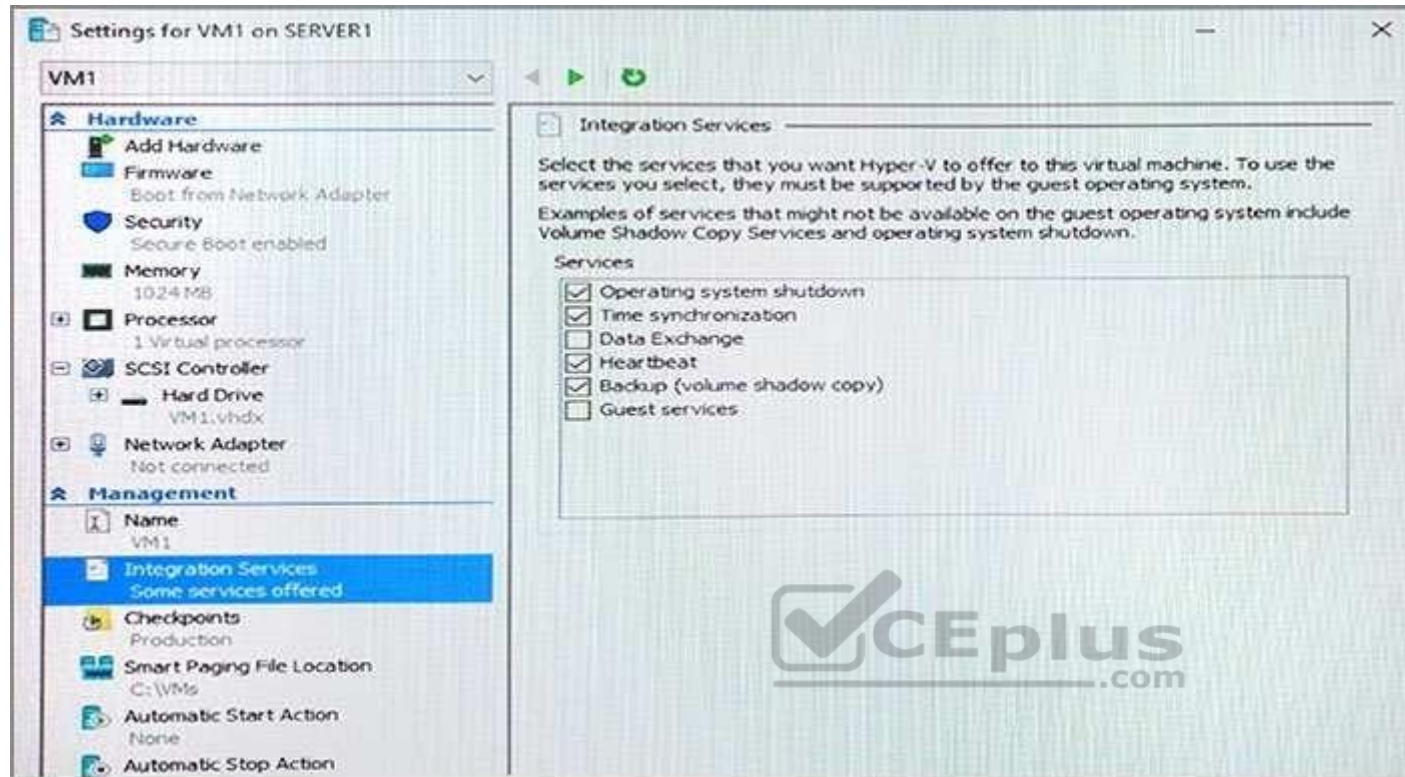 Settings for VM1 on SERVER1
VM1
Hardware
Add Hardware
Firmware
Boot from Network Adapter
Security
Secure Boot enabled
Memory
1024 MB
Processor
1 Virtual processor
SCSI Controller
Hard Drive
VM1.vhdx
Network Adapter
Not connected
Management
Name
VM1
Integration Services
Some services offered
Checkpoints
Production
Smart Paging File Location
C:\VMs
Automatic Start Action
None
Automatic Stop Action
Integration Services
Select the services that you want Hyper-V to offer to this virtual machine. To use the
services you select, they must be supported by the guest operating system.
Examples of services that might not be available on the guest operating system include
Volume Shadow Copy Services and operating system shutdown.
Services
Operating system shutdown
Time synchronization
Data Exchange
Heartbeat
Backup (volume shadow copy)
Guest services
CEplus
.com